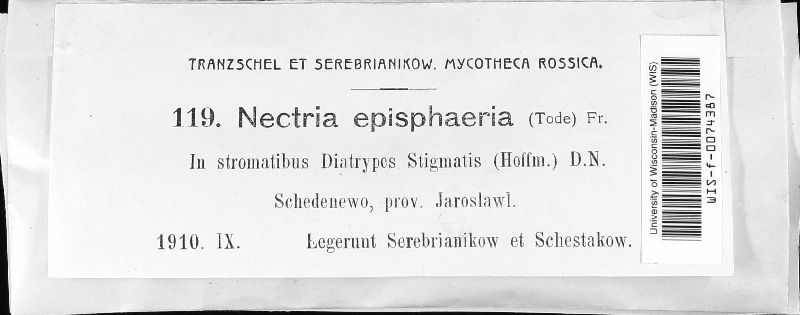 TRANZSCHEL ET SEREBRIANIKOW. MYCOTHECA ROSSICA.
119. Nectria episphaeria (Tode) Fr.
In stromatibus Diatrypes Stigmatis (Hoffm.) D.N.
Schedenewo, prov. Jaroslawl.
1910. IX. Legerunt Serebrianikow et Schestakow.
University of Wisconsin-Madison (WIS)
WIS-f-0074387